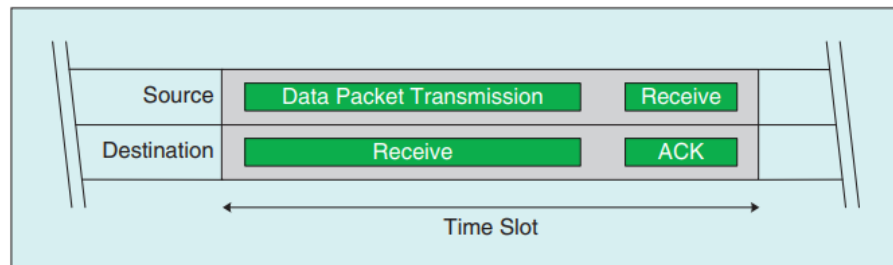 Source Data Packet Transmission Receive
Destination Receive ACK
Time Slot